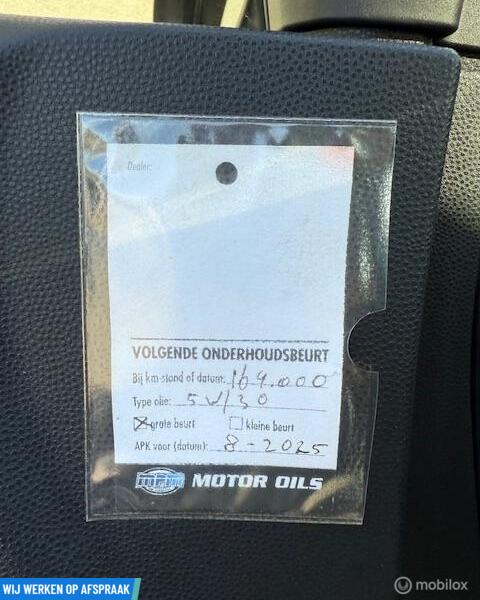 Dealer:
VOLGENDE ONDERHOUDSBEURT
Bij km-stand of datum: 169.000
Type olie: 5W/30
grote beurt kleine beurt
APK voor (datum): 8-2025
MOTOR OILS
WIJ WERKEN OP AFSPRAAK
mobilox